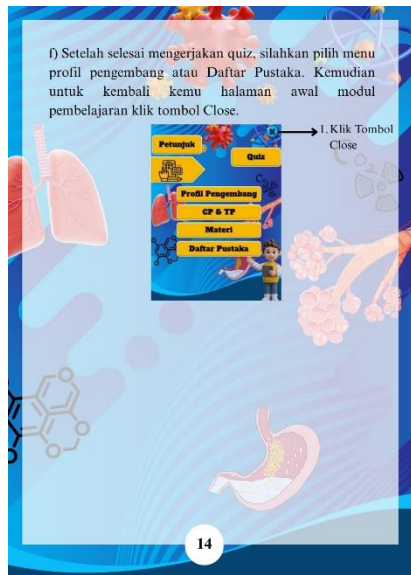 f) Setelah selesai mengerjakan quiz, silahkan pilih menu
profil pengembang atau Daftar Pustaka. Kemudian
untuk kembali kemu halaman awal modul
pembelajaran klik tombol Close.
1. Klik Tombol
Close
Petunjuk
Quiz
Profil Pengembang
CP & TP
Materi
Daftar Pustaka
14